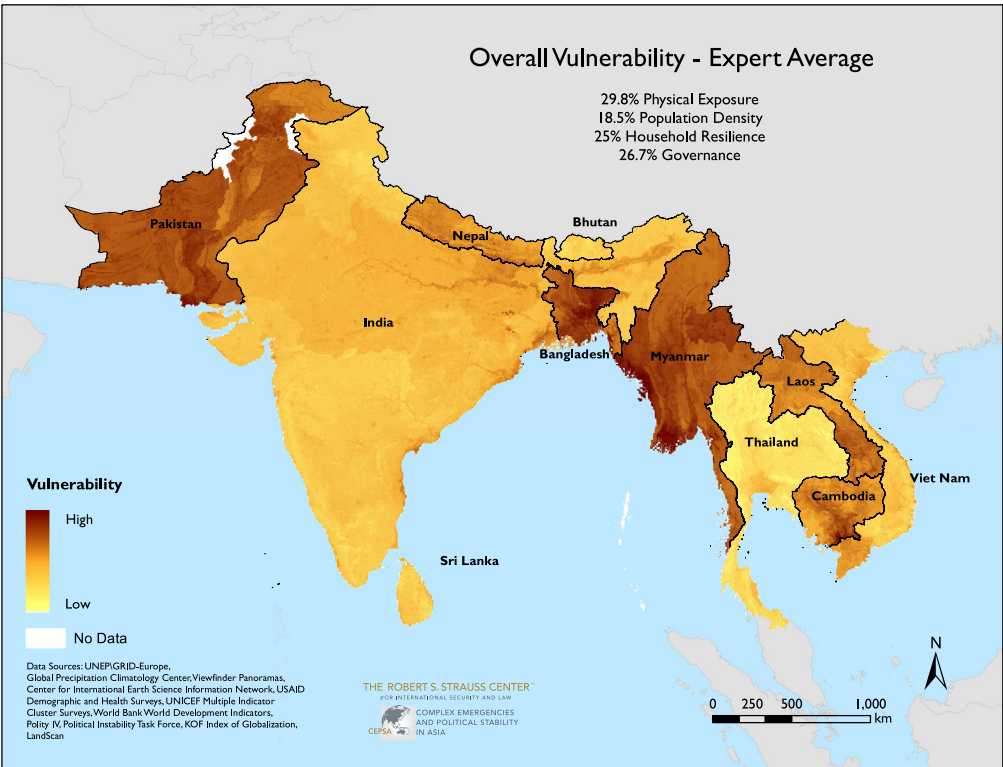 Overall Vulnerability - Expert Average
29.8% Physical Exposure
18.5% Population Density
25% Household Resilience
26.7% Governance
Pakistan
Nepal
Bhutan
India
Bangladesh
Myanmar
Laos
Thailand
Viet Nam
Cambodia
Sri Lanka
Vulnerability
High
Low
No Data
Data Sources: UNEP\GRID-Europe,
Global Precipitation Climatology Center, Viewfinder Panoramas,
Center for International Earth Science Information Network, USAID
Demographic and Health Surveys, UNICEF Multiple Indicator
Cluster Surveys, World Bank World Development Indicators,
Polity IV, Political Instability Task Force, KOF Index of Globalization,
LandScan
THE ROBERT S. STRAUSS CENTER™
FOR INTERNATIONAL SECURITY AND LAW
CEPSA
COMPLEX EMERGENCIES
AND POLITICAL STABILITY
IN ASIA
N
0 250 500 1,000
km